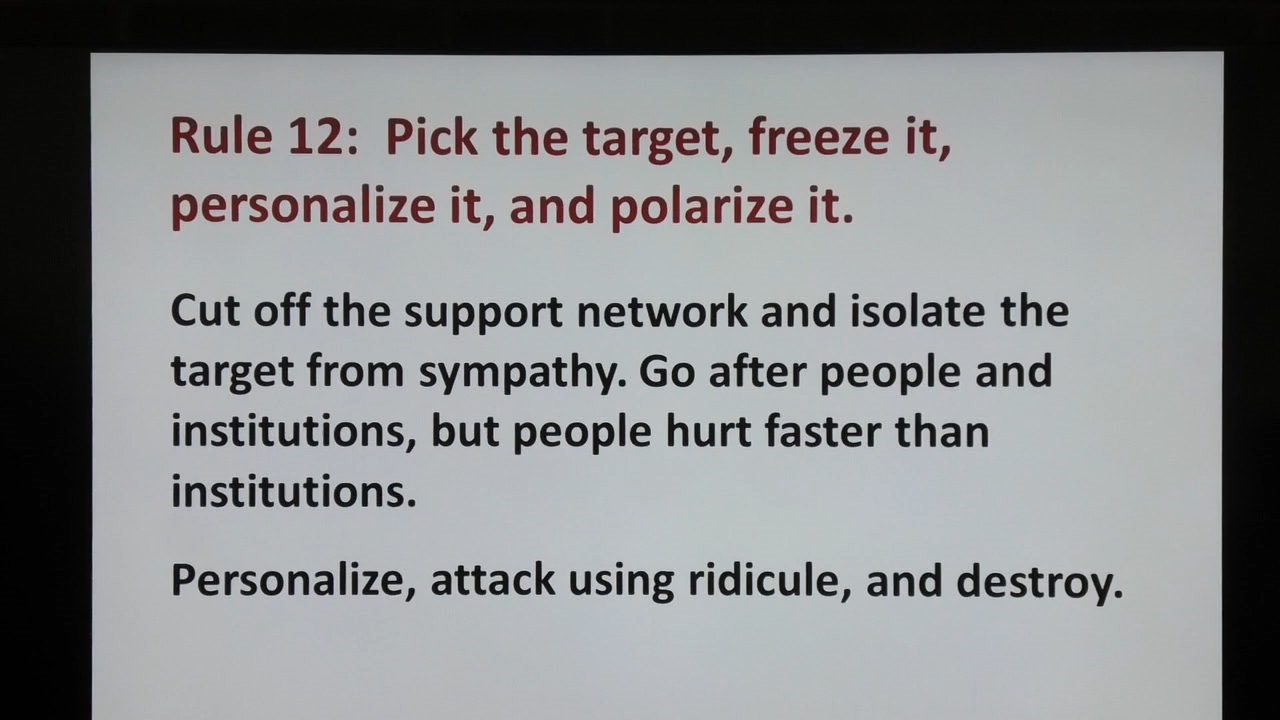 Rule 12:  Pick the target, freeze it,
personalize it, and polarize it.
Cut off the support network and isolate the
target from sympathy. Go after people and
institutions, but people hurt faster than
institutions.
Personalize, attack using ridicule, and destroy.